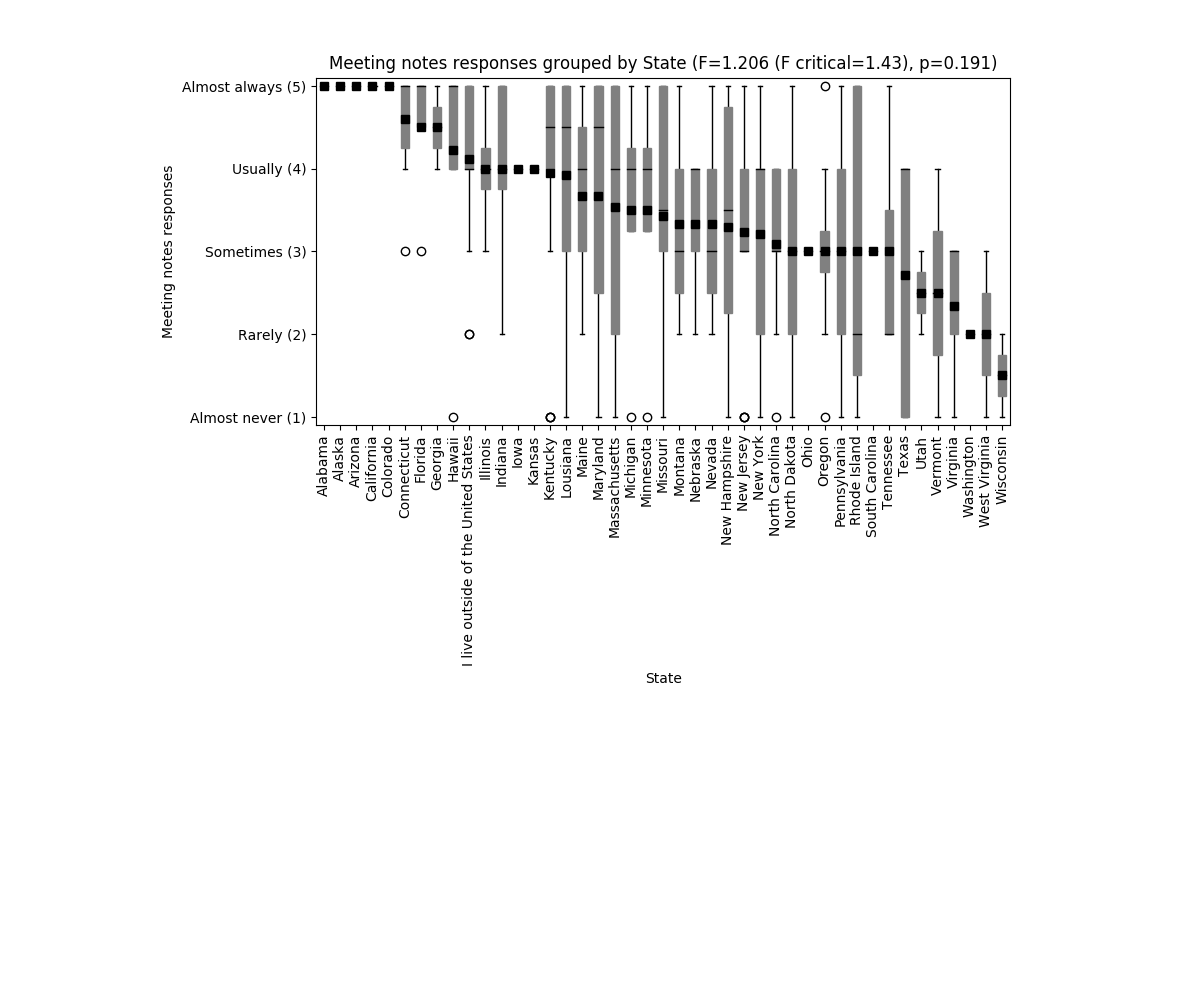 Meeting notes responses grouped by State (F=1.206 (F critical=1.43), p=0.191)
Meeting notes responses
Almost always (5)
Usually (4)
Sometimes (3)
Rarely (2)
Almost never (1)
Alabama
Alaska
Arizona
California
Colorado
Connecticut
Florida
Georgia
Hawaii
I live outside of the United States
Illinois
Indiana
Iowa
Kansas
Kentucky
Lousiana
Maine
Maryland
Massachusetts
Michigan
Minnesota
Missouri
Montana
Nebraska
Nevada
New Hampshire
New Jersey
New York
North Carolina
North Dakota
Ohio
Oregon
Pennsylvania
Rhode Island
South Carolina
Tennessee
Texas
Utah
Vermont
Virginia
Washington
West Virginia
Wisconsin
State